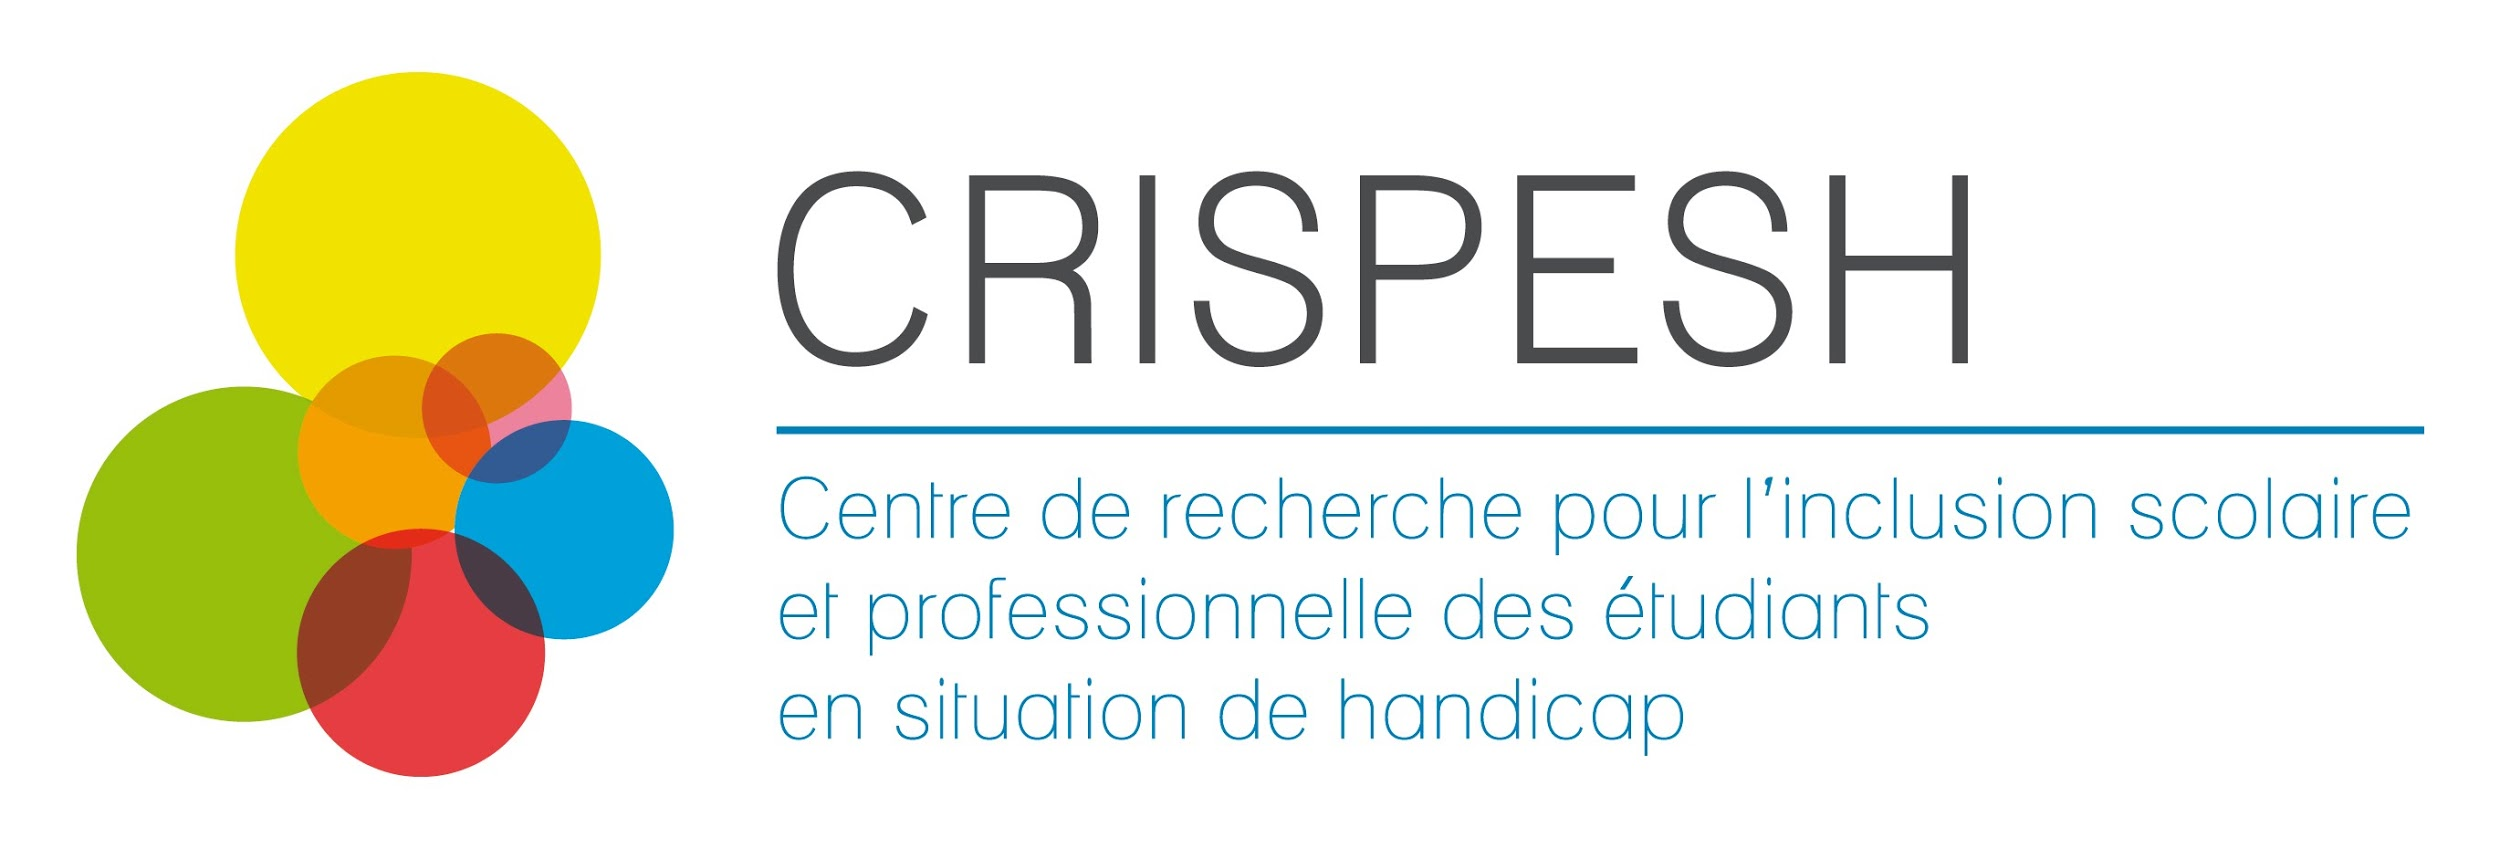 CRISPESH
Centre de recherche pour l'inclusion scolaire
et professionnelle des étudiants
en situation de handicap